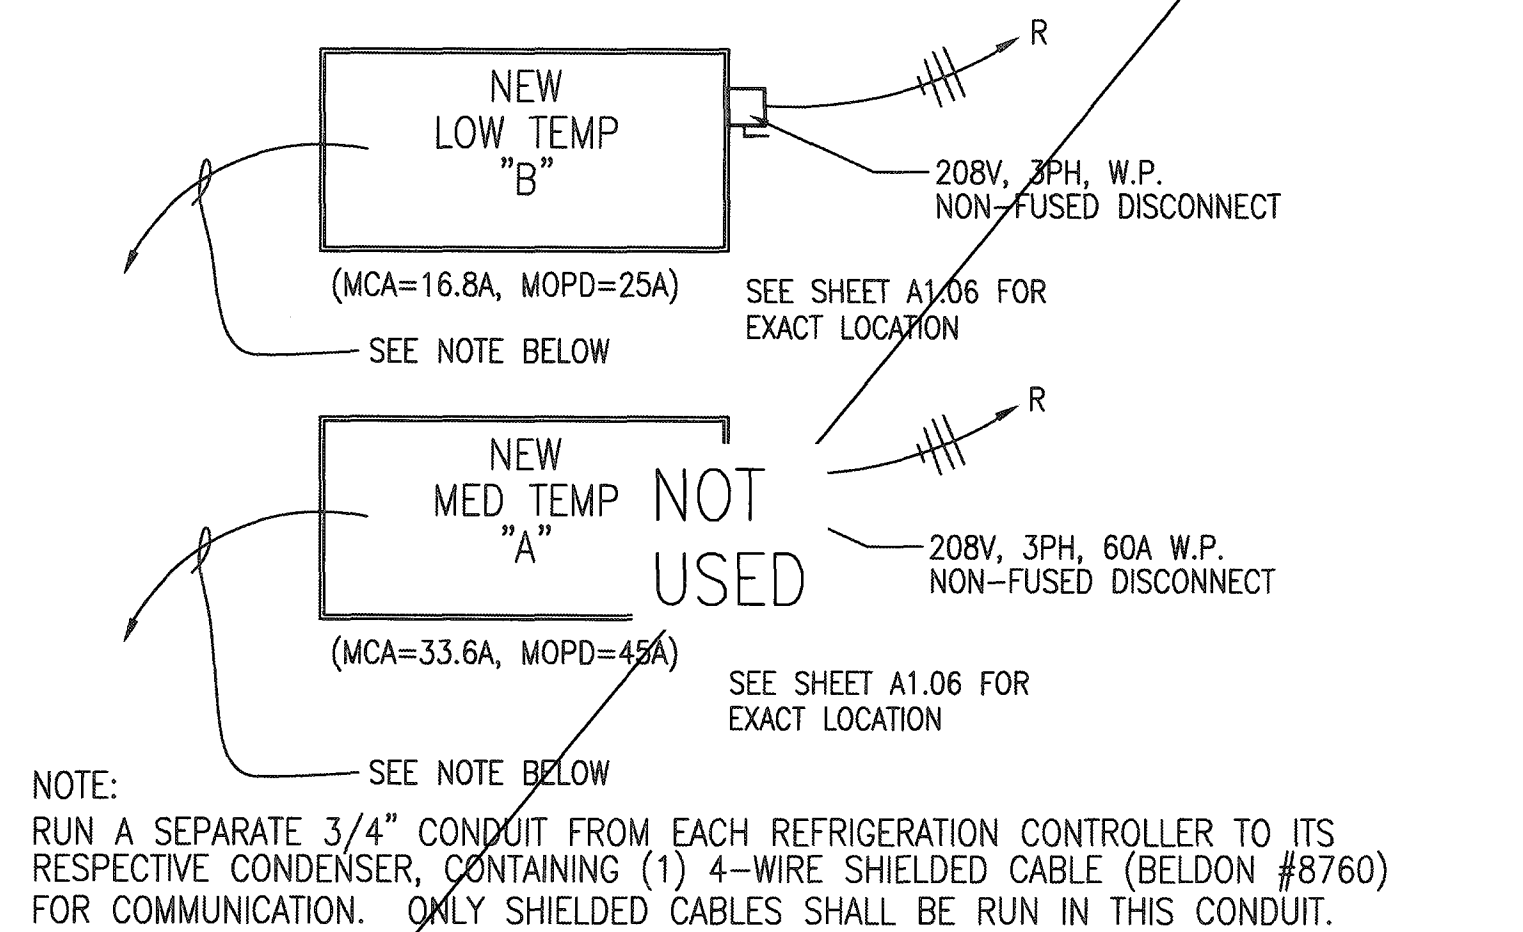 R
NEW
LOW TEMP
"B"
208V, 3PH, W.P.
NON-FUSED DISCONNECT
(MCA=16.8A, MOPD=25A)
SEE SHEET A1.06 FOR
EXACT LOCATION
SEE NOTE BELOW
R
NEW
MED TEMP
"A"
NOT
USED
208V, 3PH, 60A W.P.
NON-FUSED DISCONNECT
(MCA=33.6A, MOPD=45A)
SEE SHEET A1.06 FOR
EXACT LOCATION
SEE NOTE BELOW
NOTE:
RUN A SEPARATE 3/4" CONDUIT FROM EACH REFRIGERATION CONTROLLER TO ITS
RESPECTIVE CONDENSER, CONTAINING (1) 4-WIRE SHIELDED CABLE (BELDON #8760)
FOR COMMUNICATION. ONLY SHIELDED CABLES SHALL BE RUN IN THIS CONDUIT.